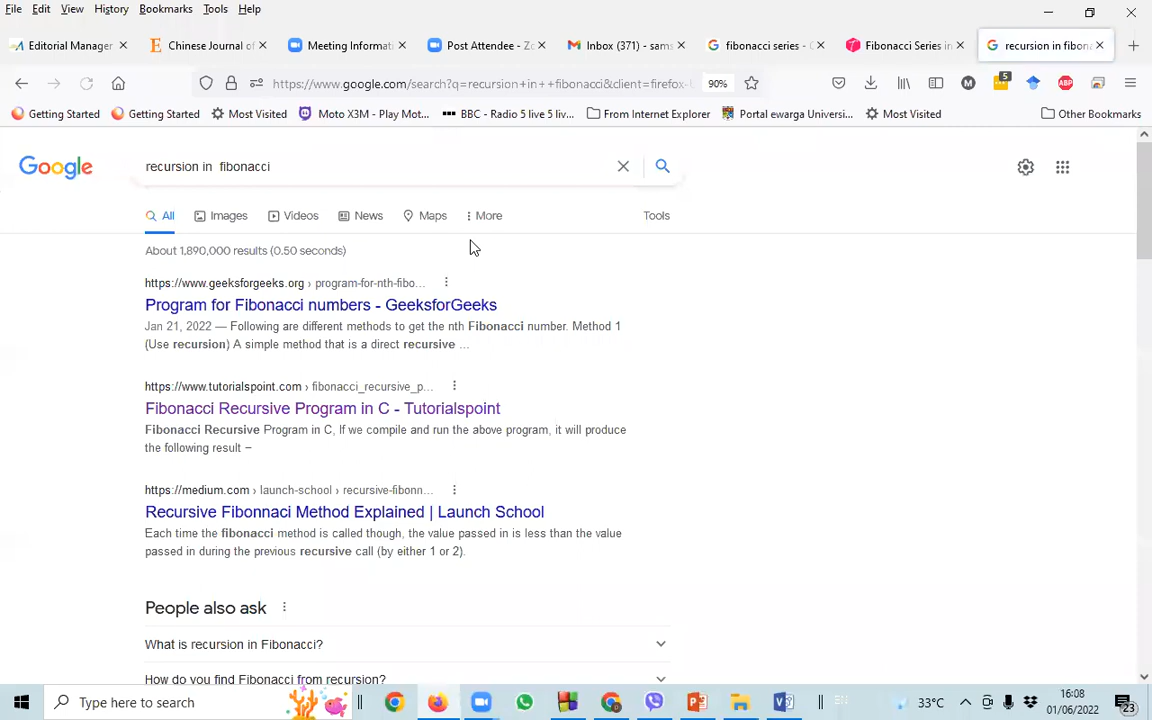 File Edit View History Bookmarks Tools Help
Editorial Manager
Chinese Journal of
Meeting Informati
Post Attendee - Zo
Inbox (371) - sams
fibonacci series - G
Fibonacci Series in
recursion in fibona
https://www.google.com/search?q=recursion+in++fibonacci&client=firefox-
90%
M
5
ABP
Getting Started
Getting Started
Most Visited
Moto X3M - Play Mot...
BBC - Radio 5 live 5 liv...
From Internet Explorer
Portal ewarga Universi...
Most Visited
Other Bookmarks
Google
recursion in  fibonacci
All Images Videos News Maps More Tools
About 1,890,000 results (0.50 seconds)
https://www.geeksforgeeks.org › program-for-nth-fibo...
Program for Fibonacci numbers - GeeksforGeeks
Jan 21, 2022 — Following are different methods to get the nth Fibonacci number. Method 1
(Use recursion) A simple method that is a direct recursive ...
https://www.tutorialspoint.com › fibonacci_recursive_p...
Fibonacci Recursive Program in C - Tutorialspoint
Fibonacci Recursive Program in C, If we compile and run the above program, it will produce
the following result −
https://medium.com › launch-school › recursive-fibonn...
Recursive Fibonnaci Method Explained | Launch School
Each time the fibonacci method is called though, the value passed in is less than the value
passed in during the previous recursive call (by either 1 or 2).
People also ask
What is recursion in Fibonacci?
How do you find Fibonacci from recursion?
Type here to search
33°C
16:08
01/06/2022
23